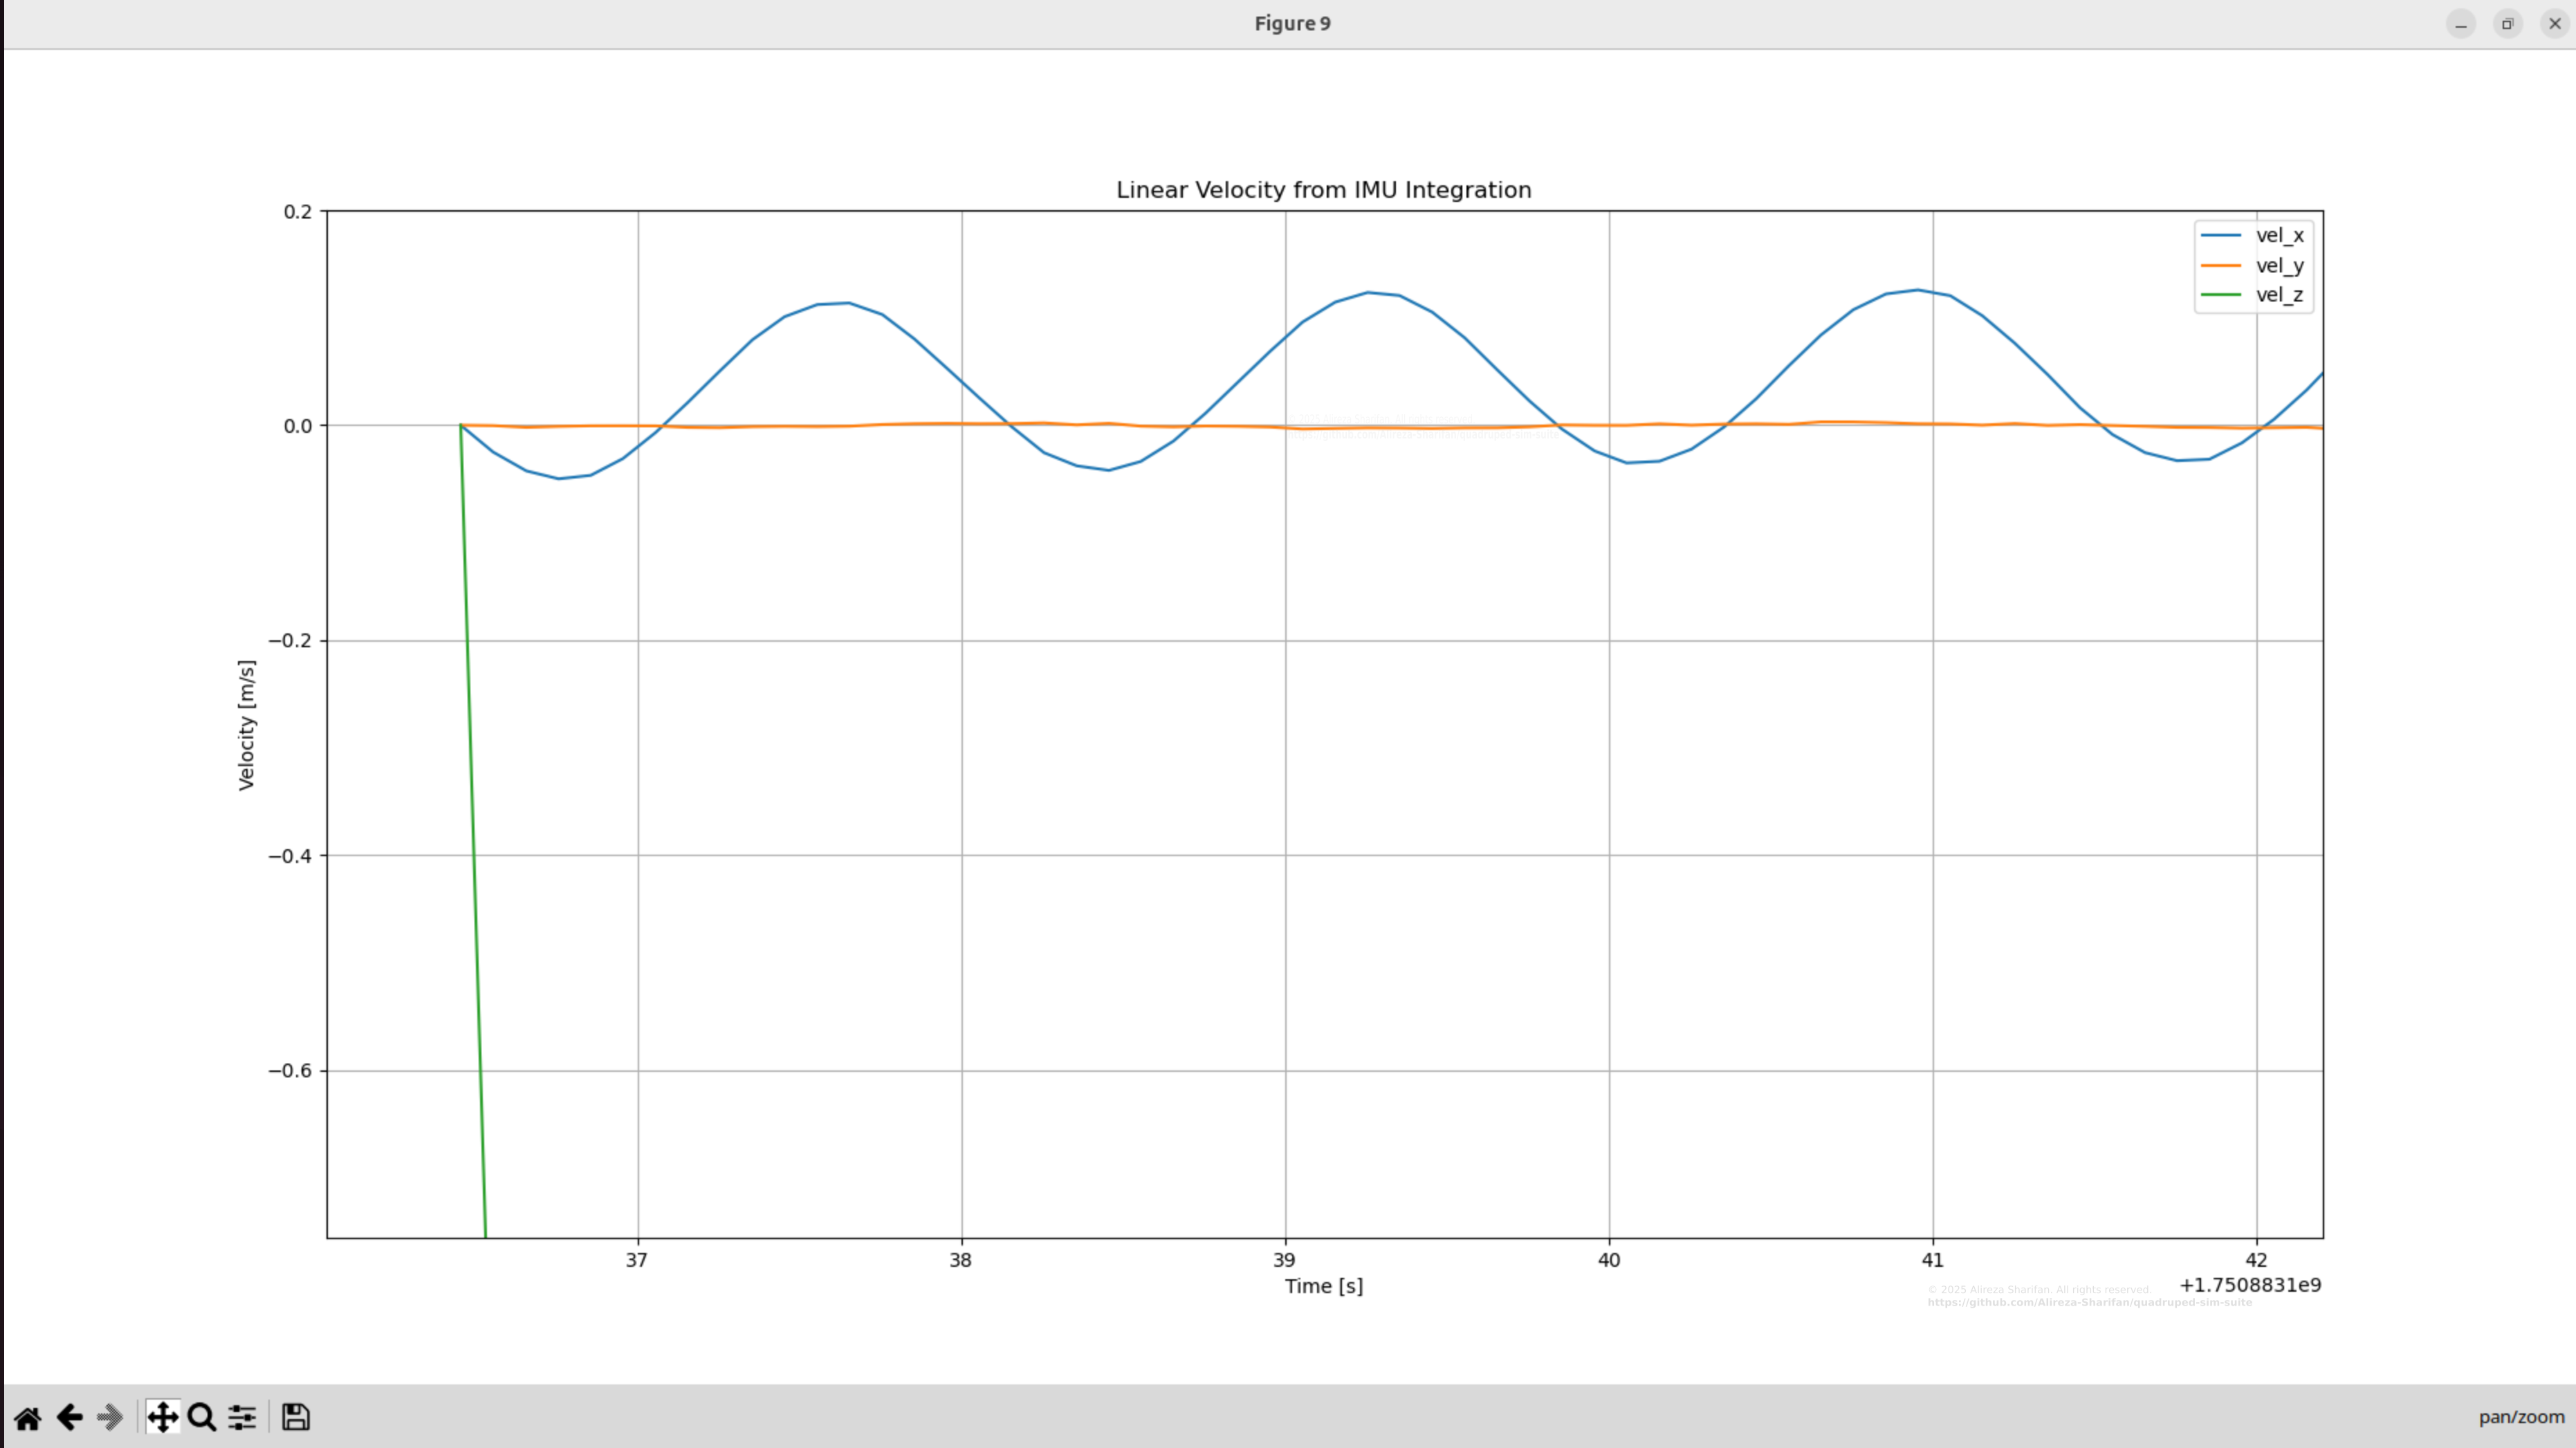 Figure 9
Linear Velocity from IMU Integration
0.2
0.0
−0.2
−0.4
−0.6
Velocity [m/s]
vel_x
vel_y
vel_z
37
38
39
40
41
42
Time [s]
+1.7508831e9
© 2025 Alireza Sharifan. All rights reserved.
https://github.com/Alireza-Sharifan/quadruped-sim-suite
pan/zoom